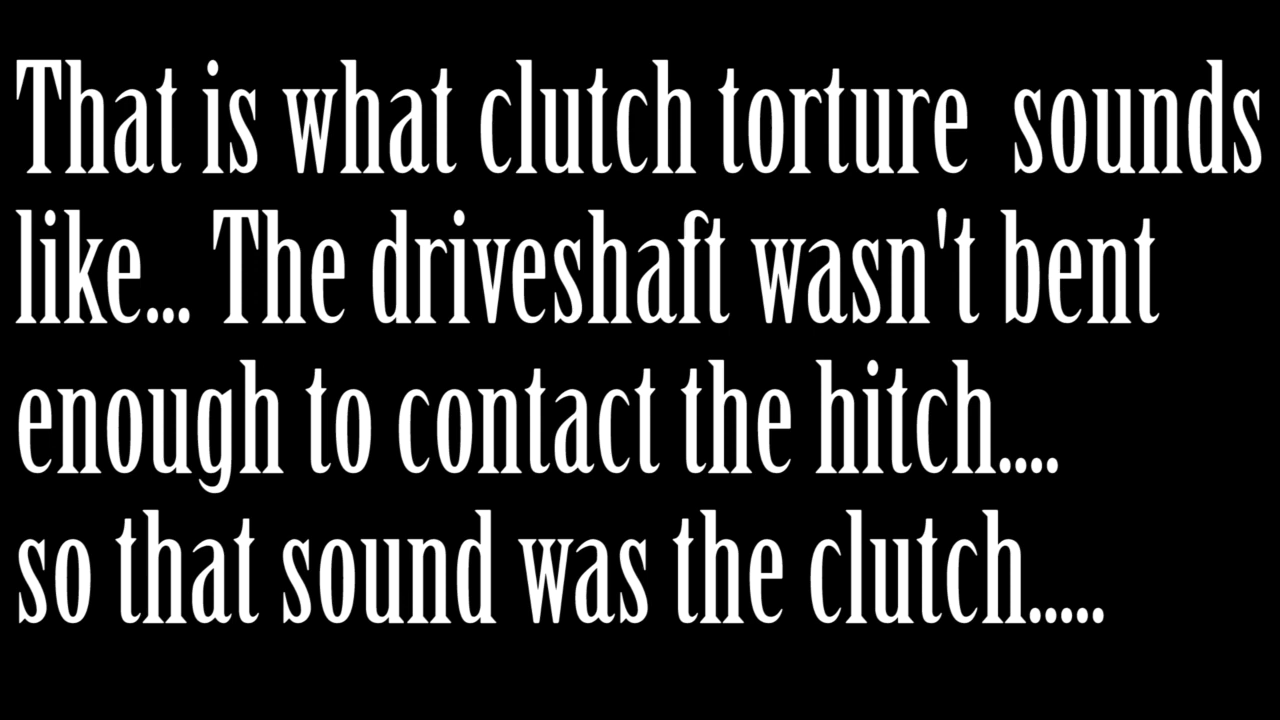 That is what clutch torture  sounds
like... The driveshaft wasn't bent
enough to contact the hitch....
so that sound was the clutch.....